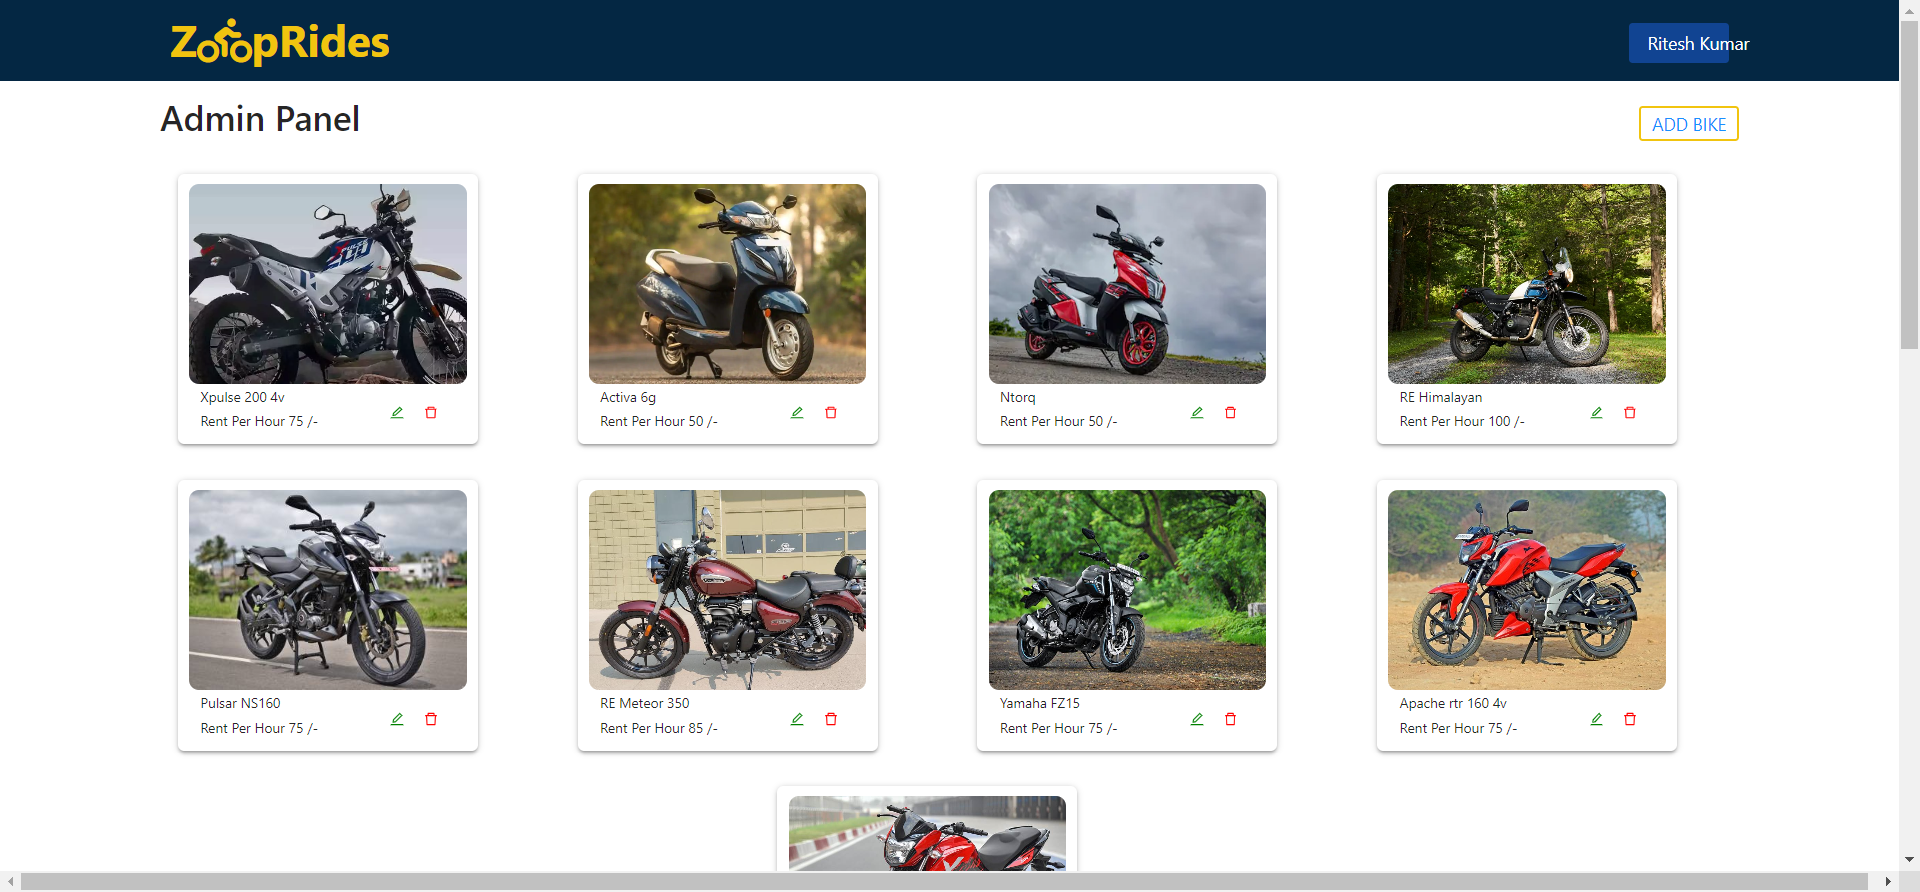 ZoopRides
Ritesh Kumar
Admin Panel
ADD BIKE
Xpulse 200 4v
Rent Per Hour 75 /-
Activa 6g
Rent Per Hour 50 /-
Ntorq
Rent Per Hour 50 /-
RE Himalayan
Rent Per Hour 100 /-
Pulsar NS160
Rent Per Hour 75 /-
RE Meteor 350
Rent Per Hour 85 /-
Yamaha FZ15
Rent Per Hour 75 /-
Apache rtr 160 4v
Rent Per Hour 75 /-